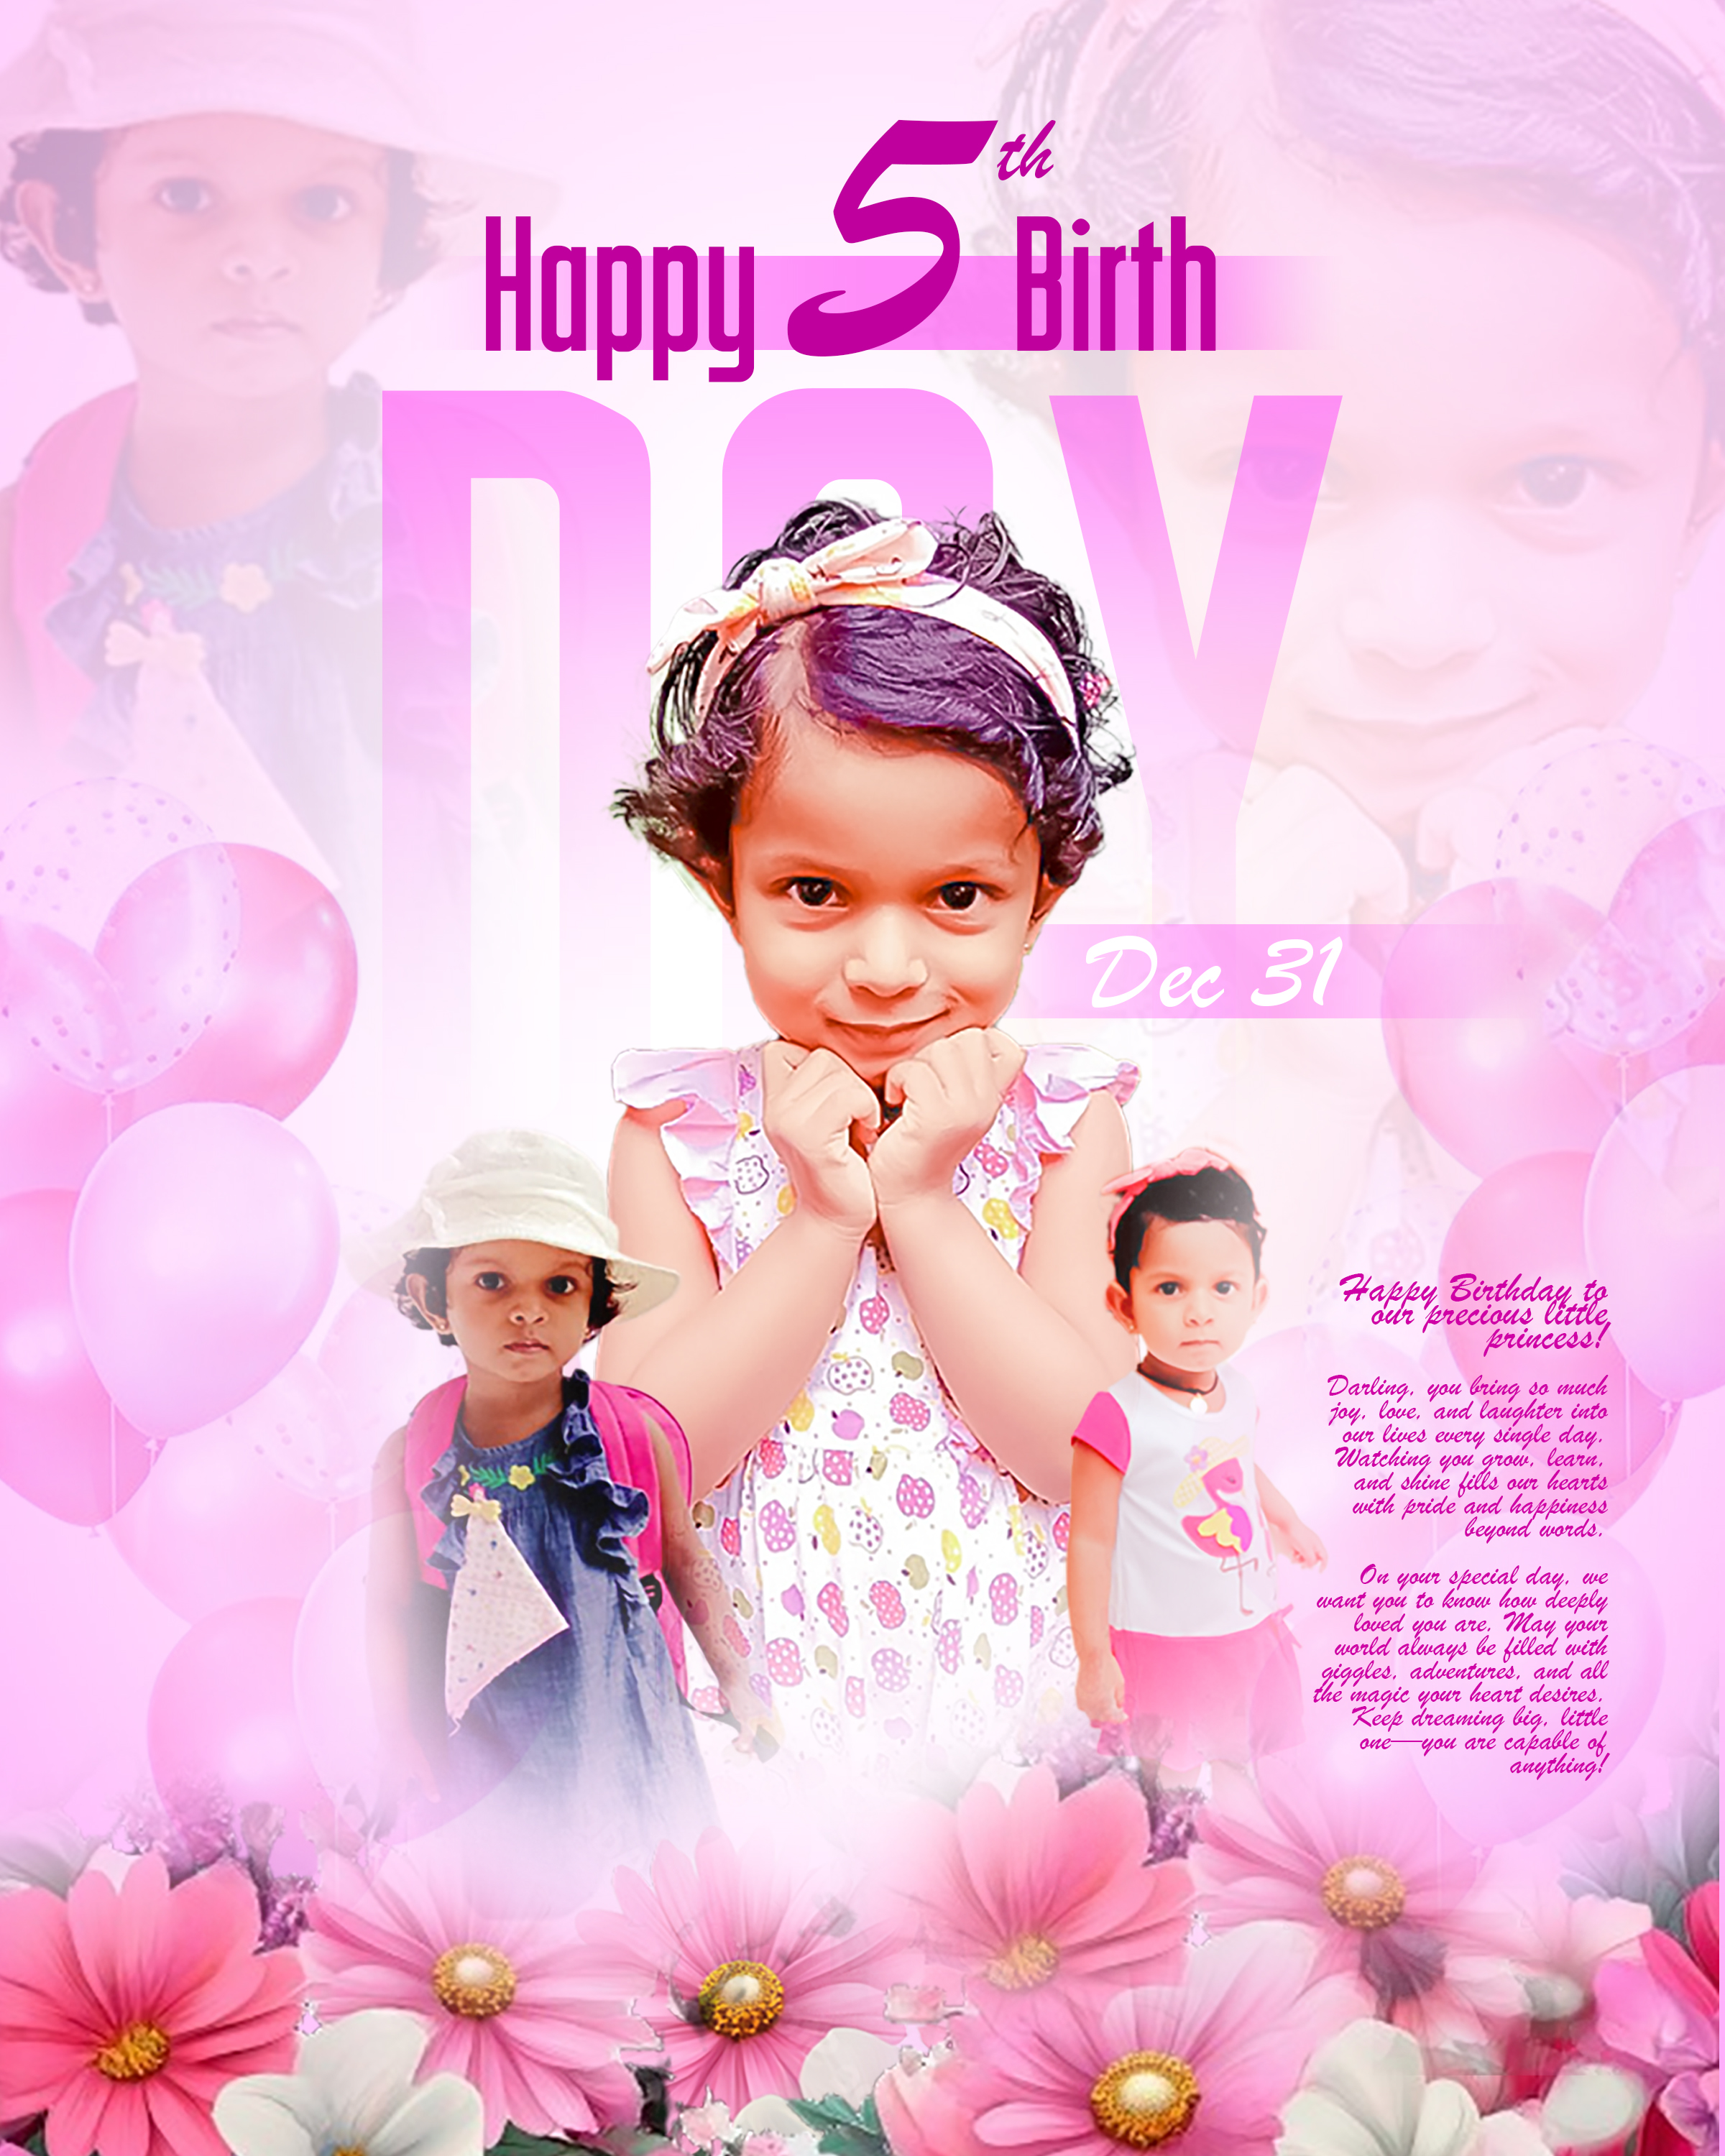 Happy 5th Birth
DAY
Dec 31
Happy Birthday to
our precious little
princess!
Darling, you bring so much
joy, love, and laughter into
our lives every single day.
Watching you grow, learn,
and shine fills our hearts
with pride and happiness
beyond words.
On your special day, we
want you to know how deeply
loved you are. May your
world always be filled with
giggles, adventures, and all
the magic your heart desires.
Keep dreaming big, little
one—you are capable of
anything!